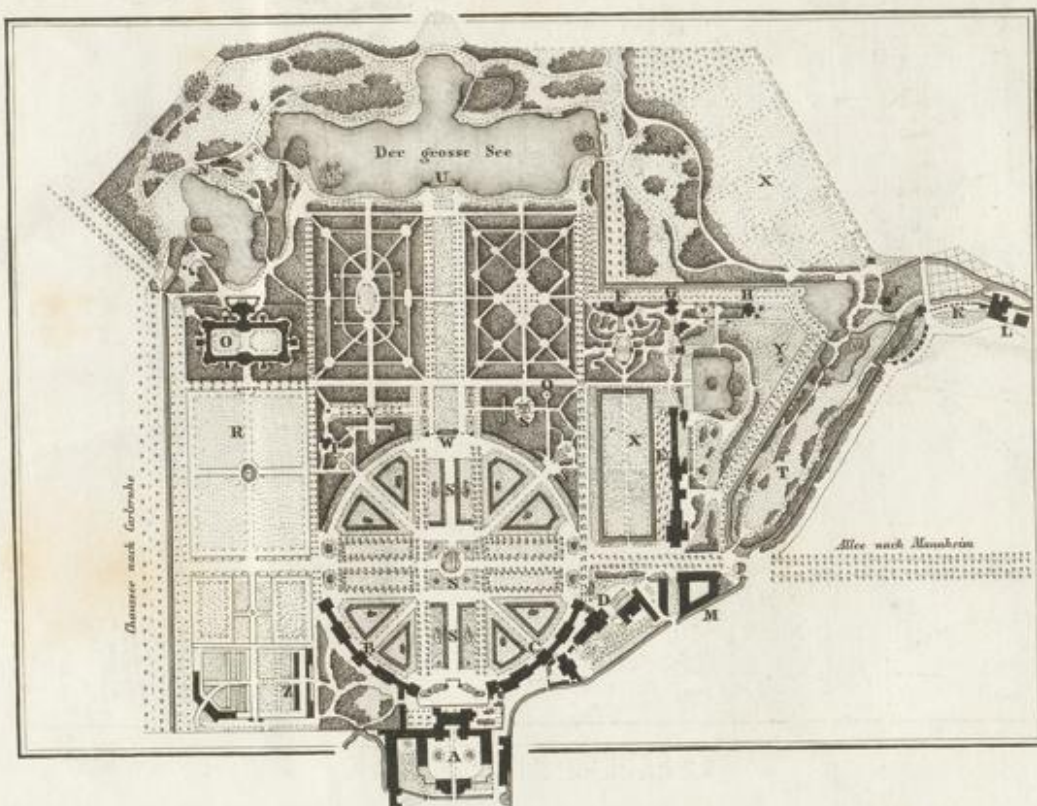 Der grosse See
U
N
X
I
G
H
F
K
L
O
Y
Q
V
S
R
W
X
E
S
T
Chaussee nach Carlsruhe
Allee nach Mannheim
P
S
D
M
B
S
C
Z
A